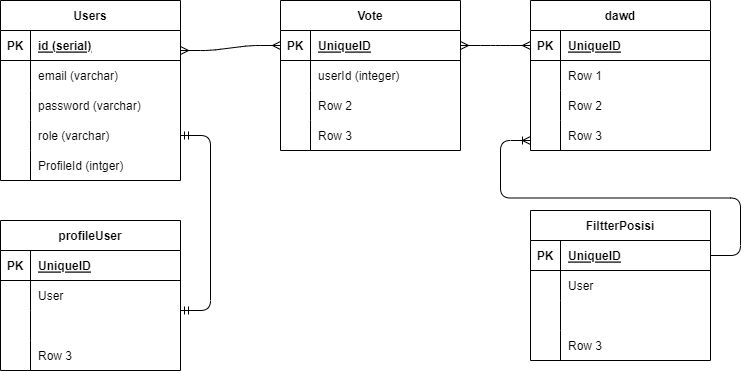 Users
PK id (serial)
email (varchar)
password (varchar)
role (varchar)
ProfileId (intger)
Vote
PK UniqueID
userId (integer)
Row 2
Row 3
dawd
PK UniqueID
Row 1
Row 2
Row 3
profileUser
PK UniqueID
User
Row 3
FiltterPosisi
PK UniqueID
User
Row 3